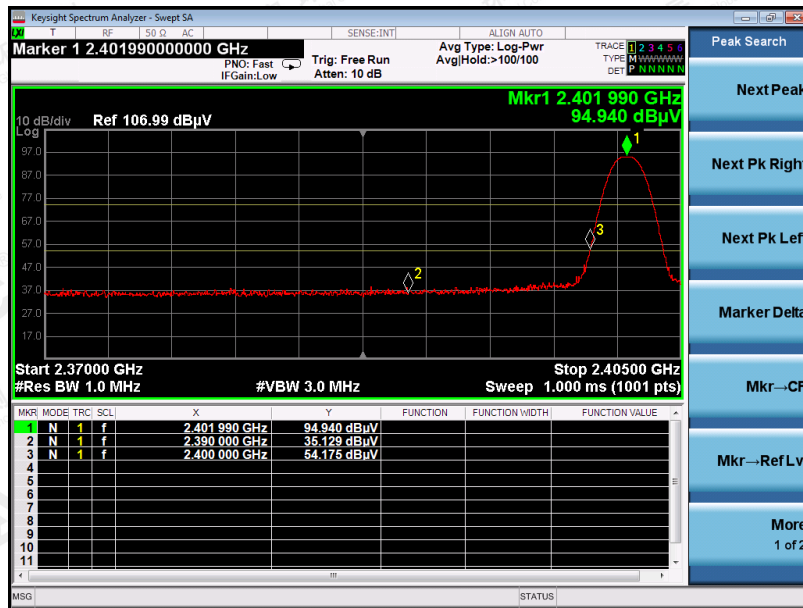 Keysight Spectrum Analyzer - Swept SA
LXI T RF 50 Ω AC SENSE:INT ALIGN AUTO
Marker 1 2.401990000000 GHz
PNO: Fast
IFGain:Low
Trig: Free Run
Atten: 10 dB
Avg Type: Log-Pwr
Avg|Hold:>100/100
TRACE 1 2 3 4 5 6
TYPE M W W W W W
DET P N N N N N
Mkr1 2.401 990 GHz
94.940 dBµV
10 dB/div Ref 106.99 dBµV
Log
97.0
87.0
77.0
67.0
57.0
47.0
37.0
27.0
17.0
1
2
3
Start 2.37000 GHz Stop 2.40500 GHz
#Res BW 1.0 MHz #VBW 3.0 MHz Sweep 1.000 ms (1001 pts)
MKR MODE TRC SCL X Y FUNCTION FUNCTION WIDTH FUNCTION VALUE
1 N 1 f 2.401 990 GHz 94.940 dBµV
2 N 1 f 2.390 000 GHz 35.129 dBµV
3 N 1 f 2.400 000 GHz 54.175 dBµV
4
5
6
7
8
9
10
11
MSG STATUS
Peak Search
Next Peak
Next Pk Righ
Next Pk Lef
Marker Delta
Mkr→CF
Mkr→Ref Lv
More
1 of 2